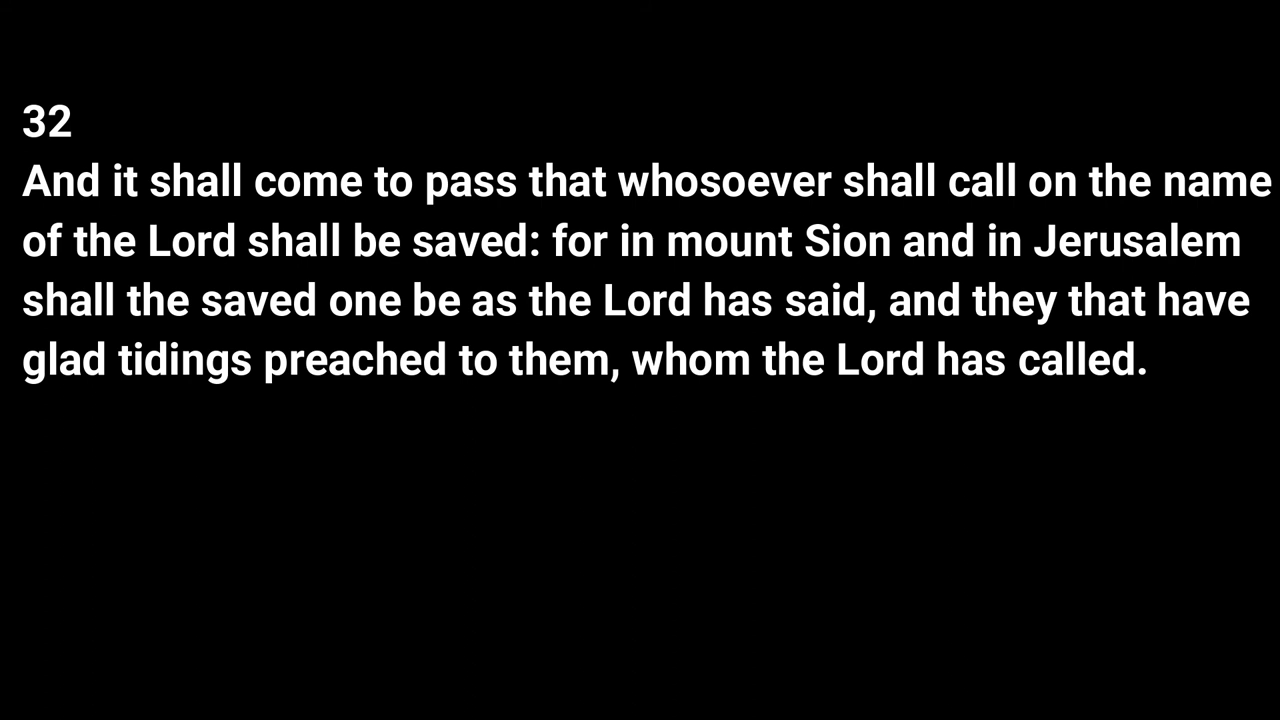 32
And it shall come to pass that whosoever shall call on the name
of the Lord shall be saved: for in mount Sion and in Jerusalem
shall the saved one be as the Lord has said, and they that have
glad tidings preached to them, whom the Lord has called.